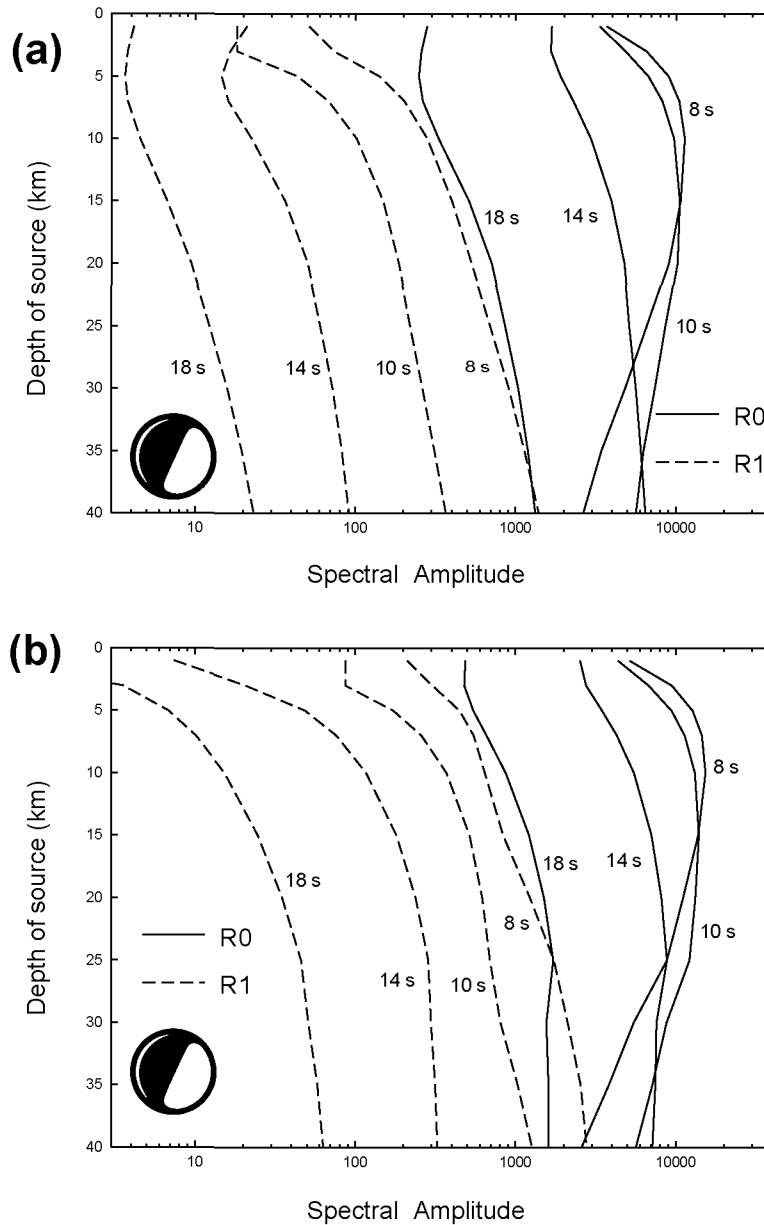 (a)
0
5
10
15
20
25
30
35
40
Depth of source (km)
8 s
18 s
14 s
10 s
18 s
14 s
10 s
8 s
R0
R1
10
100
1000
10000
Spectral Amplitude
(b)
0
5
10
15
20
25
30
35
40
Depth of source (km)
8 s
18 s
14 s
18 s
10 s
8 s
14 s
10 s
R0
R1
10
100
1000
10000
Spectral Amplitude